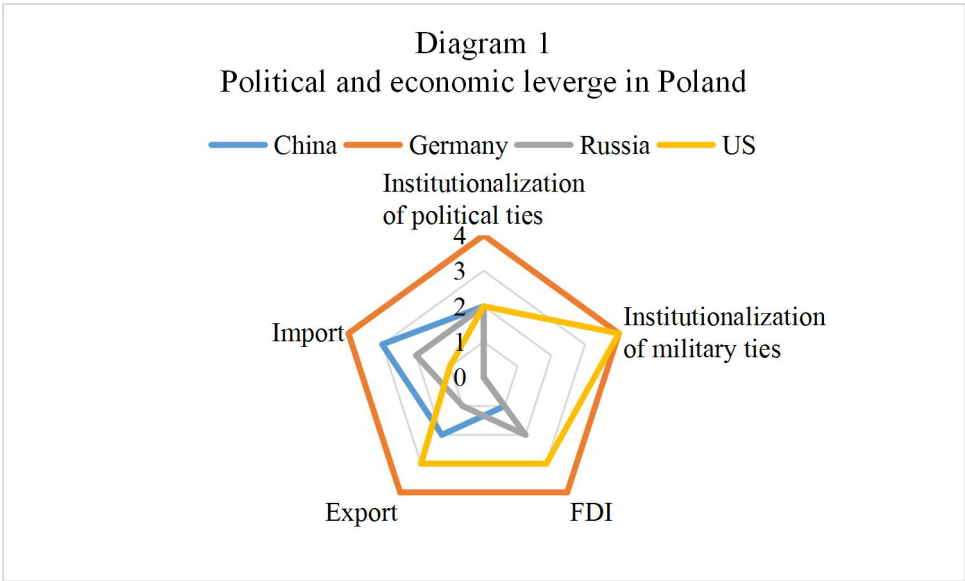 Diagram 1
Political and economic leverge in Poland
China Germany Russia US
Institutionalization
of political ties
4
3
2
1
0
Institutionalization
of military ties
Import
Export
FDI